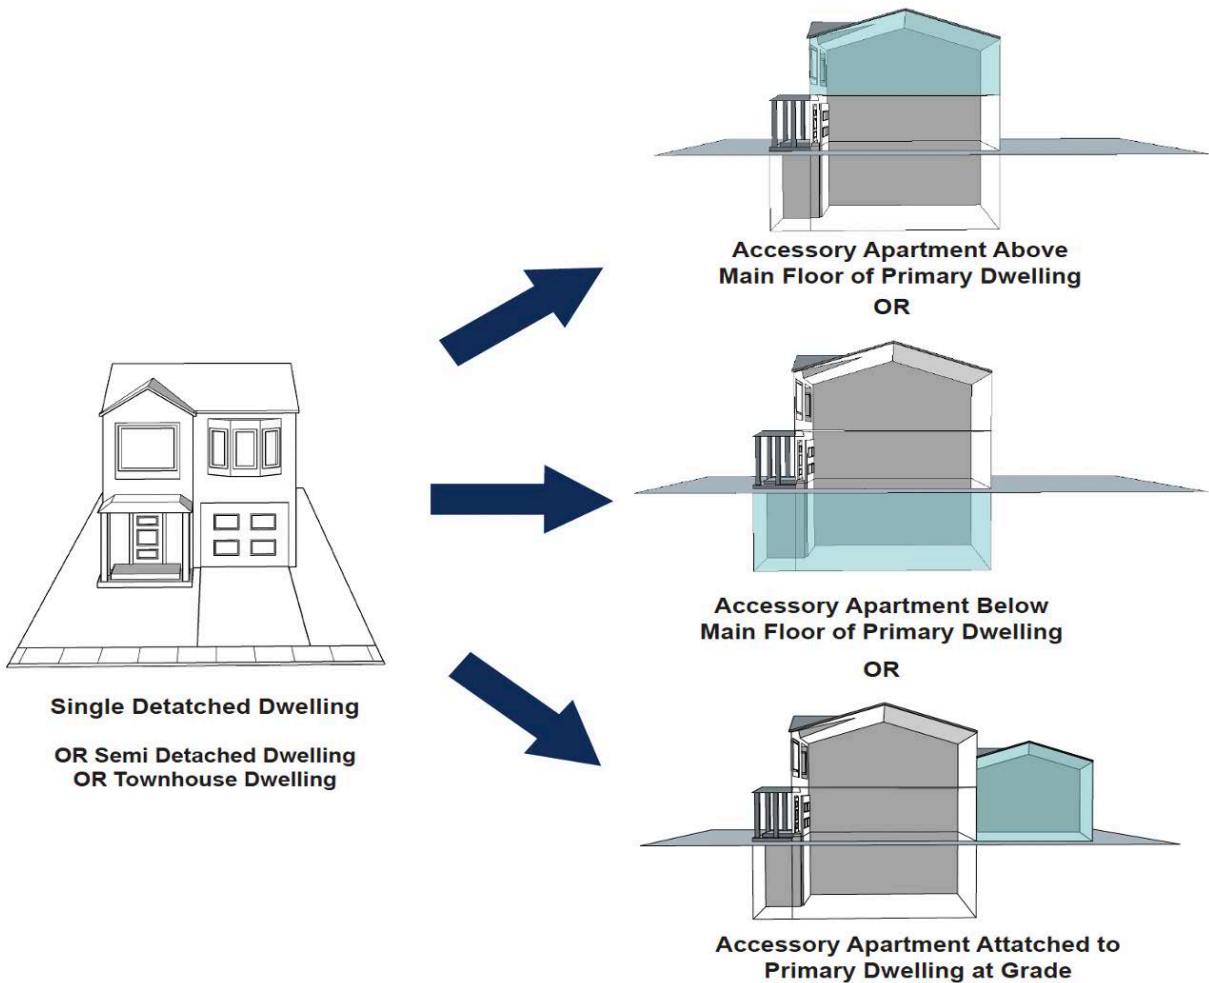 Accessory Apartment Above
Main Floor of Primary Dwelling
OR
Accessory Apartment Below
Main Floor of Primary Dwelling
OR
Single Detatched Dwelling
OR Semi Detached Dwelling
OR Townhouse Dwelling
Accessory Apartment Attatched to
Primary Dwelling at Grade